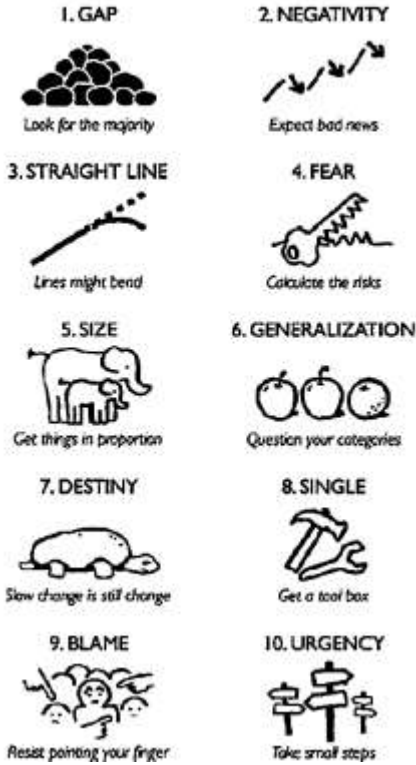 1. GAP
Look for the majority
2. NEGATIVITY
Expect bad news
3. STRAIGHT LINE
Lines might bend
4. FEAR
Calculate the risks
5. SIZE
Get things in proportion
6. GENERALIZATION
Question your categories
7. DESTINY
Slow change is still change
8. SINGLE
Get a tool box
9. BLAME
Resist pointing your finger
10. URGENCY
Take small steps